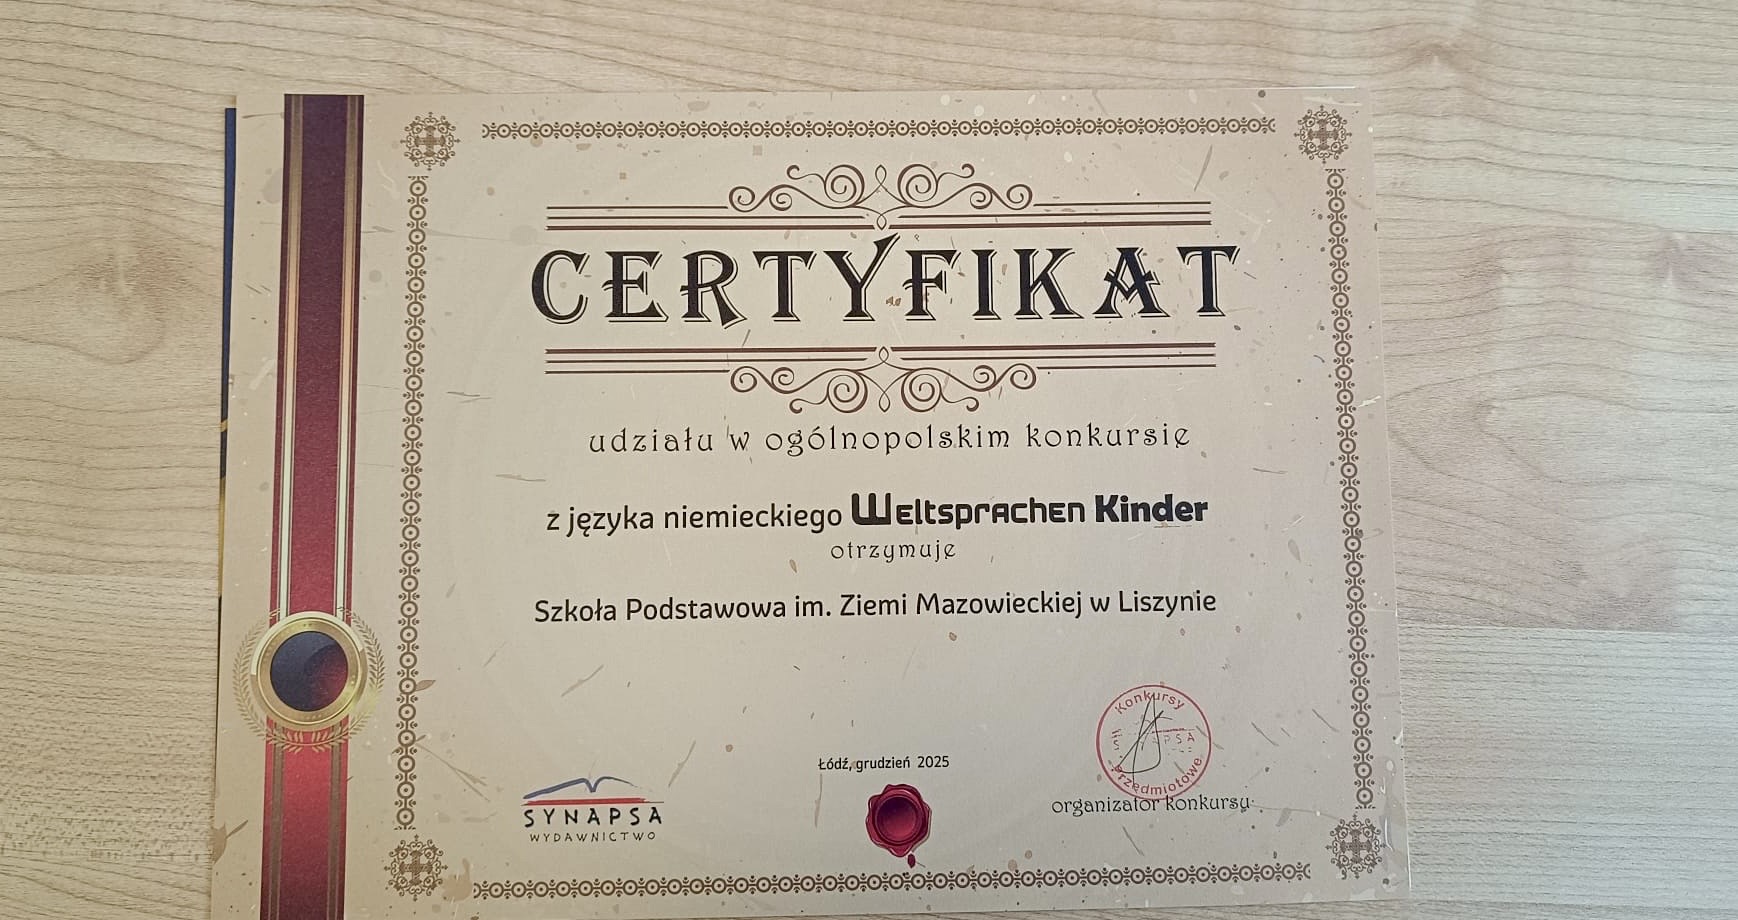 CERTYFIKAT
udziału w ogólnopolskim konkursie
z języka niemieckiego Weltsprachen Kinder
otrzymuje
Szkoła Podstawowa im. Ziemi Mazowieckiej w Liszynie
Łódź, grudzień 2025
Konkursy
SYNAPSA
Przedmiotowe
organizator konkursu
SYNAPSA
WYDAWNICTWO